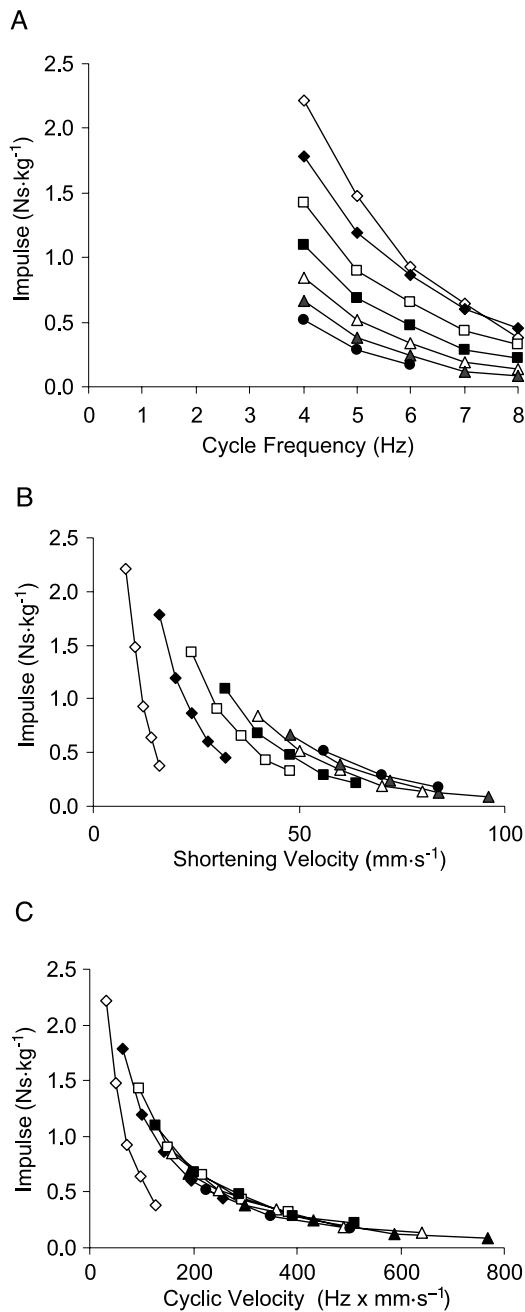 A
2.5
2.0
1.5
1.0
0.5
0.0
Impulse (Ns·kg⁻¹)
0 1 2 3 4 5 6 7 8
Cycle Frequency (Hz)
B
2.5
2.0
1.5
1.0
0.5
0.0
Impulse (Ns·kg⁻¹)
0 50 100
Shortening Velocity (mm·s⁻¹)
C
2.5
2.0
1.5
1.0
0.5
0.0
Impulse (Ns·kg⁻¹)
0 200 400 600 800
Cyclic Velocity (Hz x mm·s⁻¹)